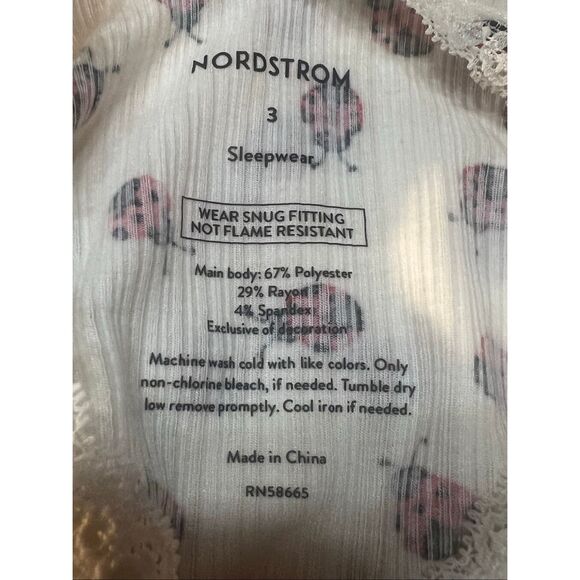 NORDSTROM
3
Sleepwear
WEAR SNUG FITTING
NOT FLAME RESISTANT
Main body: 67% Polyester
29% Rayon
4% Spandex
Exclusive of decoration
Machine wash cold with like colors. Only
non-chlorine bleach, if needed. Tumble dry
low remove promptly. Cool iron if needed.
Made in China
RN58665